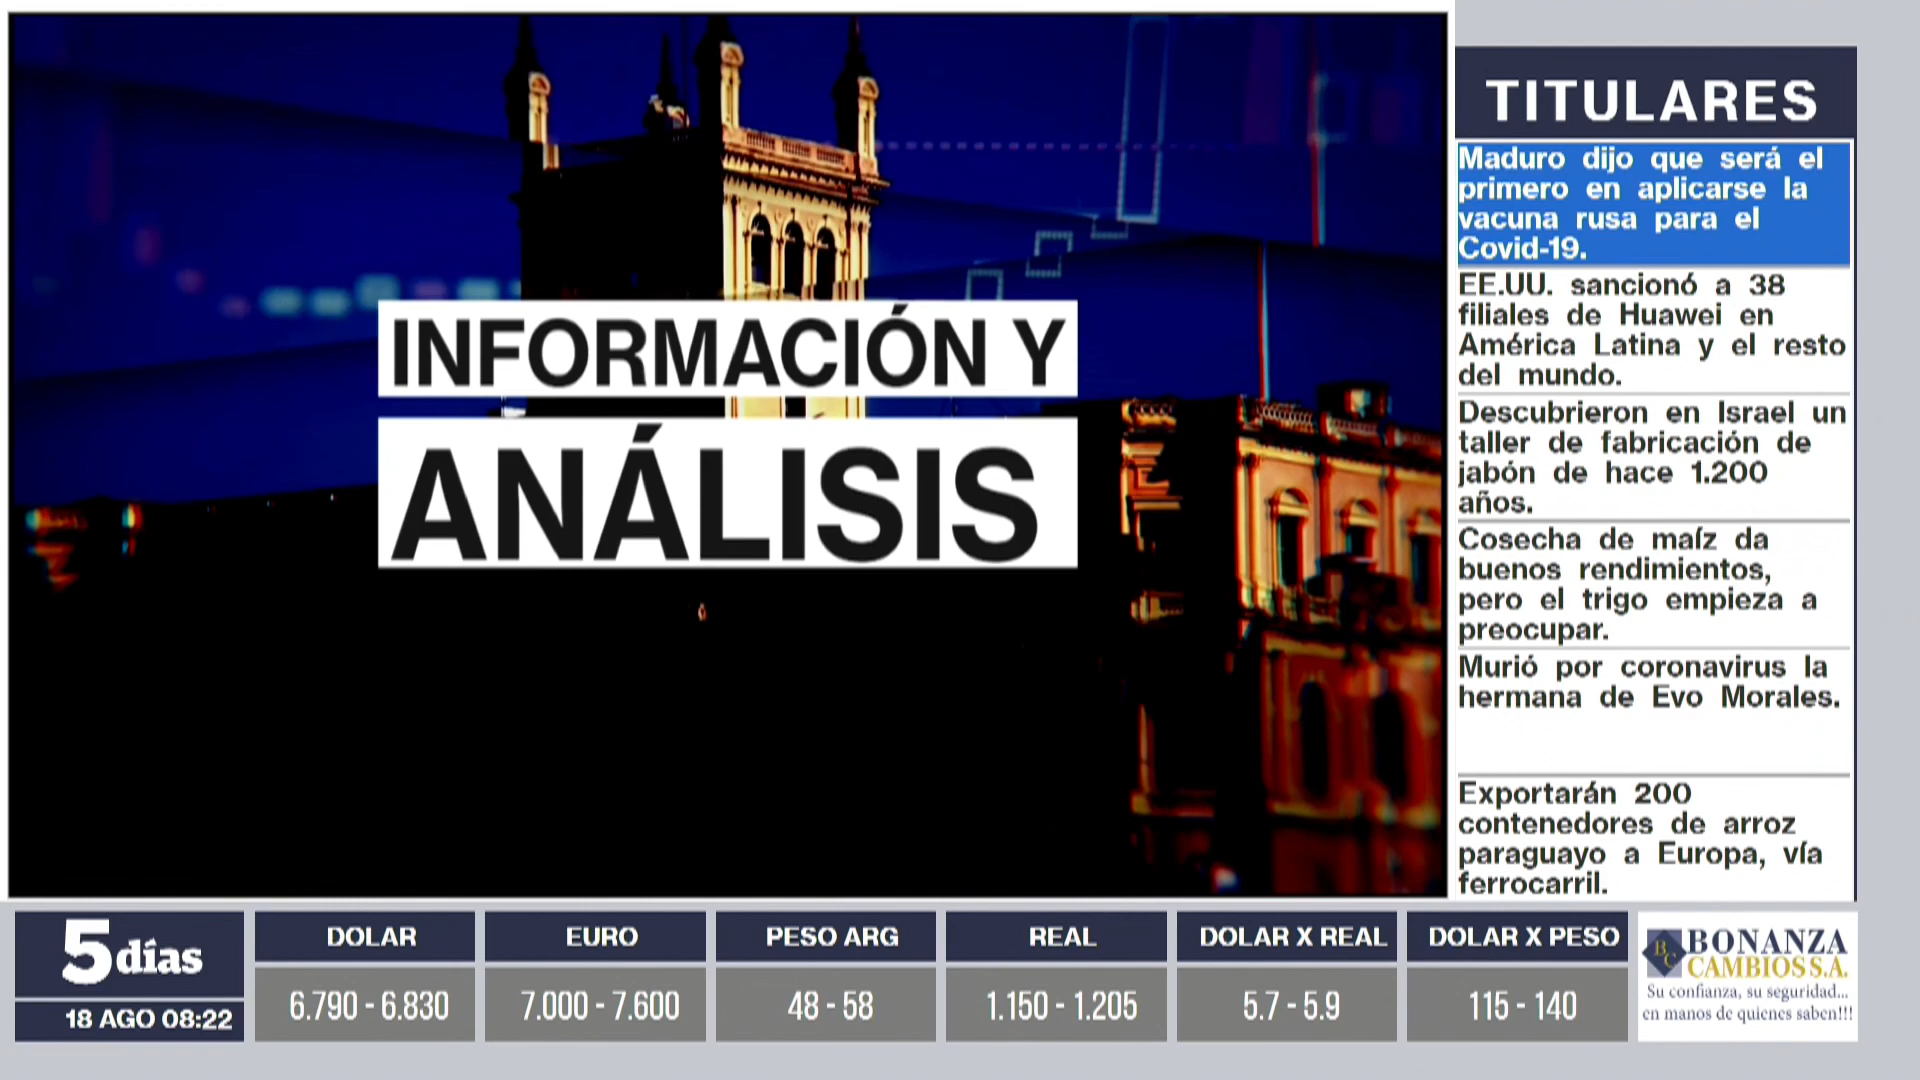 INFORMACIÓN Y
ANÁLISIS
TITULARES
Maduro dijo que será el
primero en aplicarse la
vacuna rusa para el
Covid-19.
EE.UU. sancionó a 38
filiales de Huawei en
América Latina y el resto
del mundo.
Descubrieron en Israel un
taller de fabricación de
jabón de hace 1.200
años.
Cosecha de maíz da
buenos rendimientos,
pero el trigo empieza a
preocupar.
Murió por coronavirus la
hermana de Evo Morales.
Exportarán 200
contenedores de arroz
paraguayo a Europa, vía
ferrocarril.
5días
18 AGO 08:22
DOLAR
6.790 - 6.830
EURO
7.000 - 7.600
PESO ARG
48 - 58
REAL
1.150 - 1.205
DOLAR X REAL
5.7 - 5.9
DOLAR X PESO
115 - 140
BC
BONANZA
CAMBIOS S.A.
Su confianza, su seguridad...
en manos de quienes saben!!!